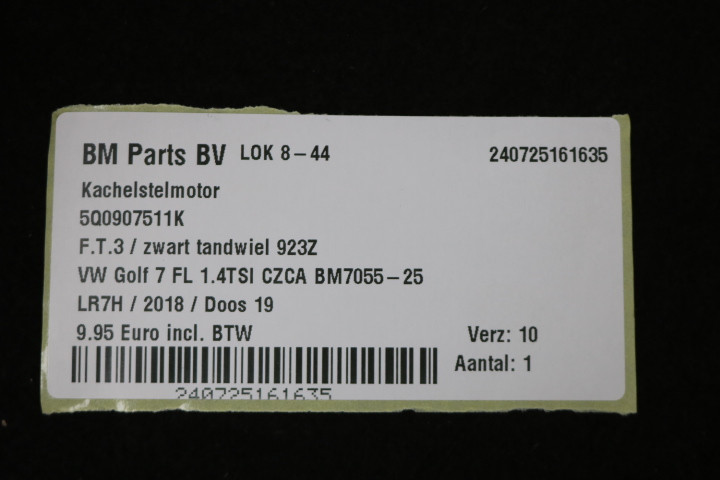 BM Parts BV LOK 8-44 240725161635
Kachelstelmotor
5Q0907511K
F.T.3 / zwart tandwiel 923Z
VW Golf 7 FL 1.4TSI CZCA BM7055-25
LR7H / 2018 / Doos 19
9.95 Euro incl. BTW Verz: 10
Aantal: 1
240725161635